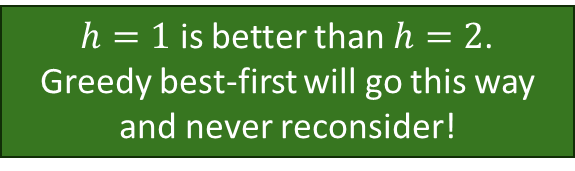 h = 1 is better than h = 2.
Greedy best-first will go this way
and never reconsider!